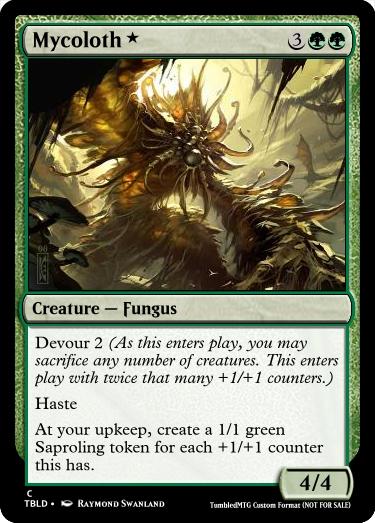 Mycoloth ★ 3
Creature — Fungus
Devour 2 (As this enters play, you may
sacrifice any number of creatures. This enters
play with twice that many +1/+1 counters.)
Haste
At your upkeep, create a 1/1 green
Saproling token for each +1/+1 counter
this has.
4/4
C
TBLD • RAYMOND SWANLAND
TumbledMTG Custom Format (NOT FOR SALE)